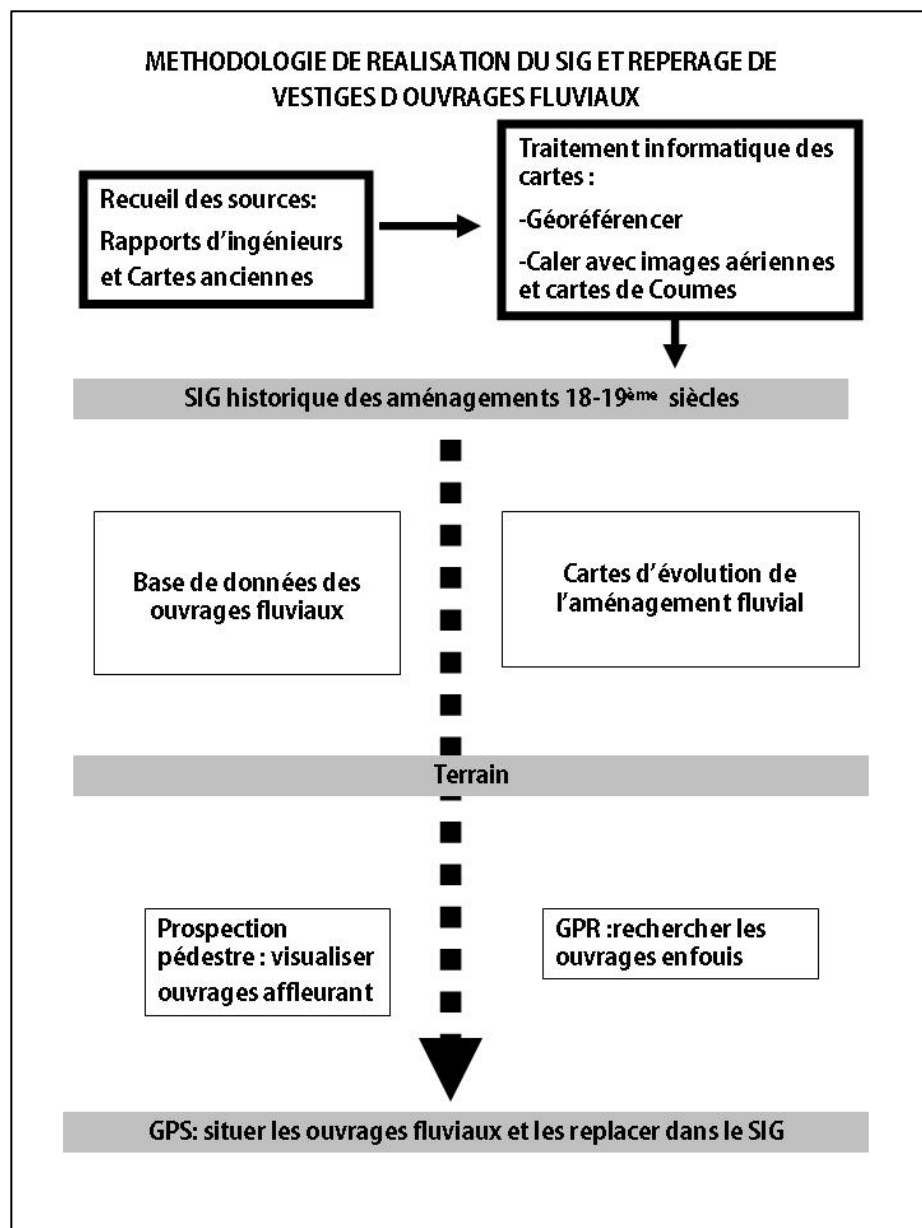 METHODOLOGIE DE REALISATION DU SIG ET REPERAGE DE
VESTIGES D OUVRAGES FLUVIAUX
Recueil des sources:
Rapports d'ingénieurs
et Cartes anciennes
Traitement informatique des
cartes :
-Géoréférencer
-Caler avec images aériennes
et cartes de Coumes
SIG historique des aménagements 18-19ème siècles
Base de données des
ouvrages fluviaux
Cartes d'évolution de
l'aménagement fluvial
Terrain
Prospection
pédestre : visualiser
ouvrages affleurant
GPR :rechercher les
ouvrages enfouis
GPS: situer les ouvrages fluviaux et les replacer dans le SIG